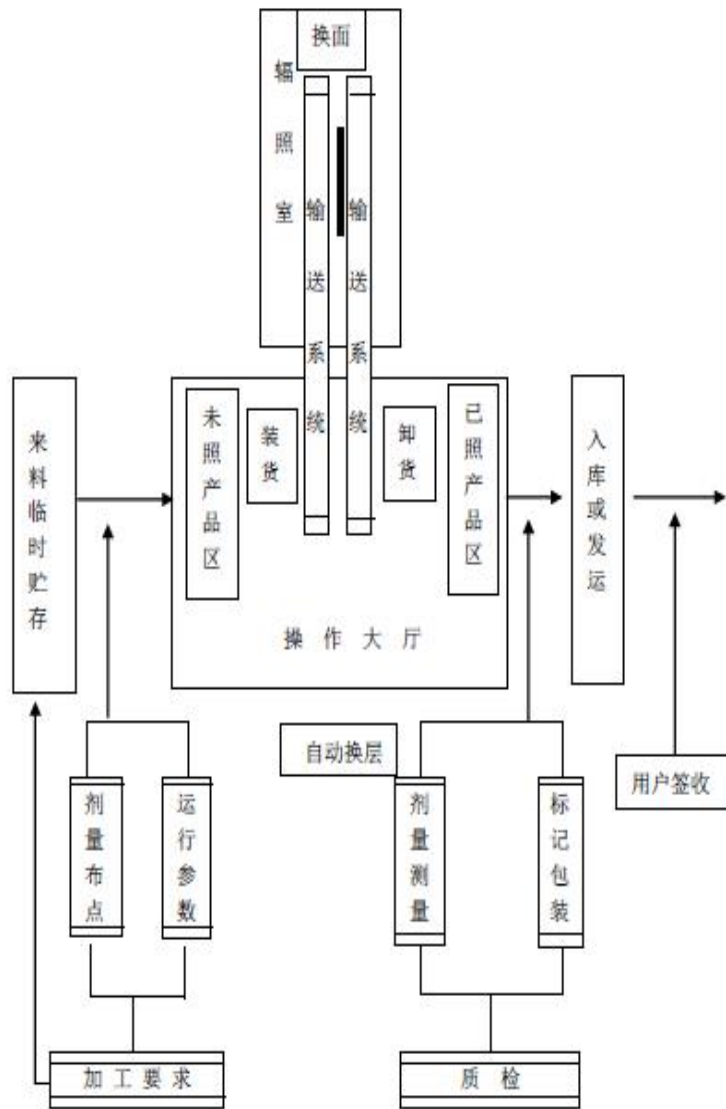 换面
辐照室
输送系统
输送系统
来料临时贮存
未照产品区
装货
卸货
已照产品区
入库或发运
操作大厅
自动换层
用户签收
剂量布点
运行参数
剂量测量
标记包装
加工要求
质检